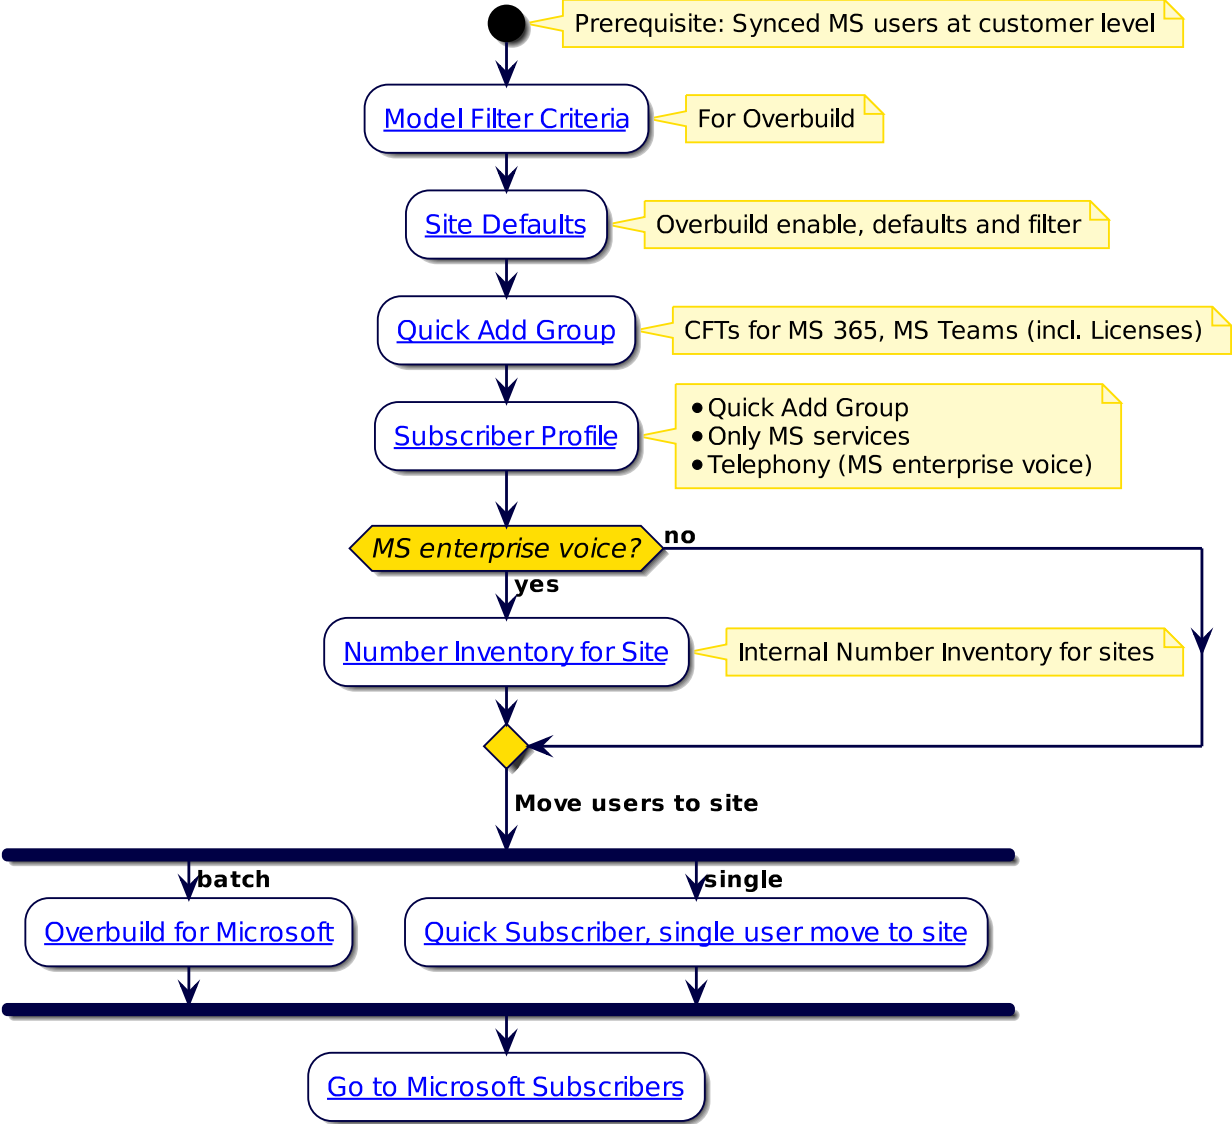 Prerequisite: Synced MS users at customer level
Model Filter Criteria
For Overbuild
Site Defaults
Overbuild enable, defaults and filter
Quick Add Group
CFTs for MS 365, MS Teams (incl. Licenses)
Subscriber Profile
• Quick Add Group
• Only MS services
• Telephony (MS enterprise voice)
MS enterprise voice?
no
yes
Number Inventory for Site
Internal Number Inventory for sites
Move users to site
batch
single
Overbuild for Microsoft
Quick Subscriber, single user move to site
Go to Microsoft Subscribers